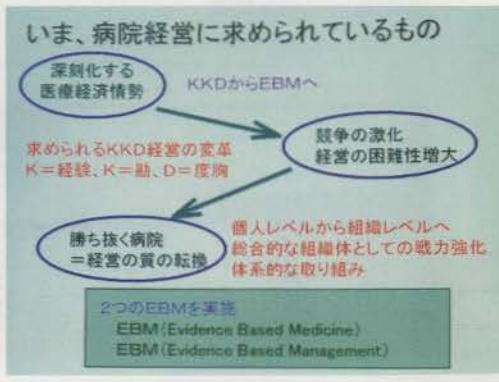 いま、病院経営に求められているもの
深刻化する
医療経済情勢
KKDからEBMへ
競争の激化
経営の困難性増大
求められるKKD経営の変革
K=経験、K=勘、D=度胸
個人レベルから組織レベルへ
総合的な組織体としての戦力強化
体系的な取り組み
勝ち抜く病院
=経営の質の転換
2つのEBMを実施
EBM(Evidence Based Medicine)
EBM(Evidence Based Management)